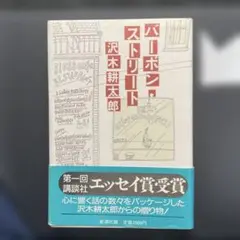 バーボン・
ストリート
沢木耕太郎
第一回
講談社
エッセイ賞受賞
心に響く話の数々をパッケージした
沢木耕太郎からの贈り物!